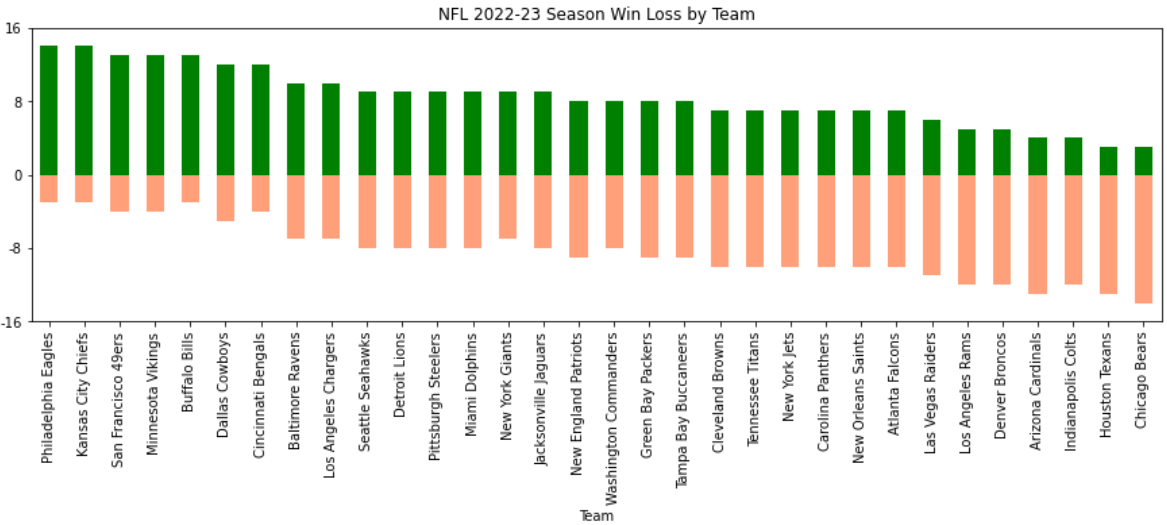 NFL 2022-23 Season Win Loss by Team
16
8
0
-8
-16
Philadelphia Eagles
Kansas City Chiefs
San Francisco 49ers
Minnesota Vikings
Buffalo Bills
Dallas Cowboys
Cincinnati Bengals
Baltimore Ravens
Los Angeles Chargers
Seattle Seahawks
Detroit Lions
Pittsburgh Steelers
Miami Dolphins
New York Giants
Jacksonville Jaguars
New England Patriots
Washington Commanders
Green Bay Packers
Tampa Bay Buccaneers
Cleveland Browns
Tennessee Titans
New York Jets
Carolina Panthers
New Orleans Saints
Atlanta Falcons
Las Vegas Raiders
Los Angeles Rams
Denver Broncos
Arizona Cardinals
Indianapolis Colts
Houston Texans
Chicago Bears
Team